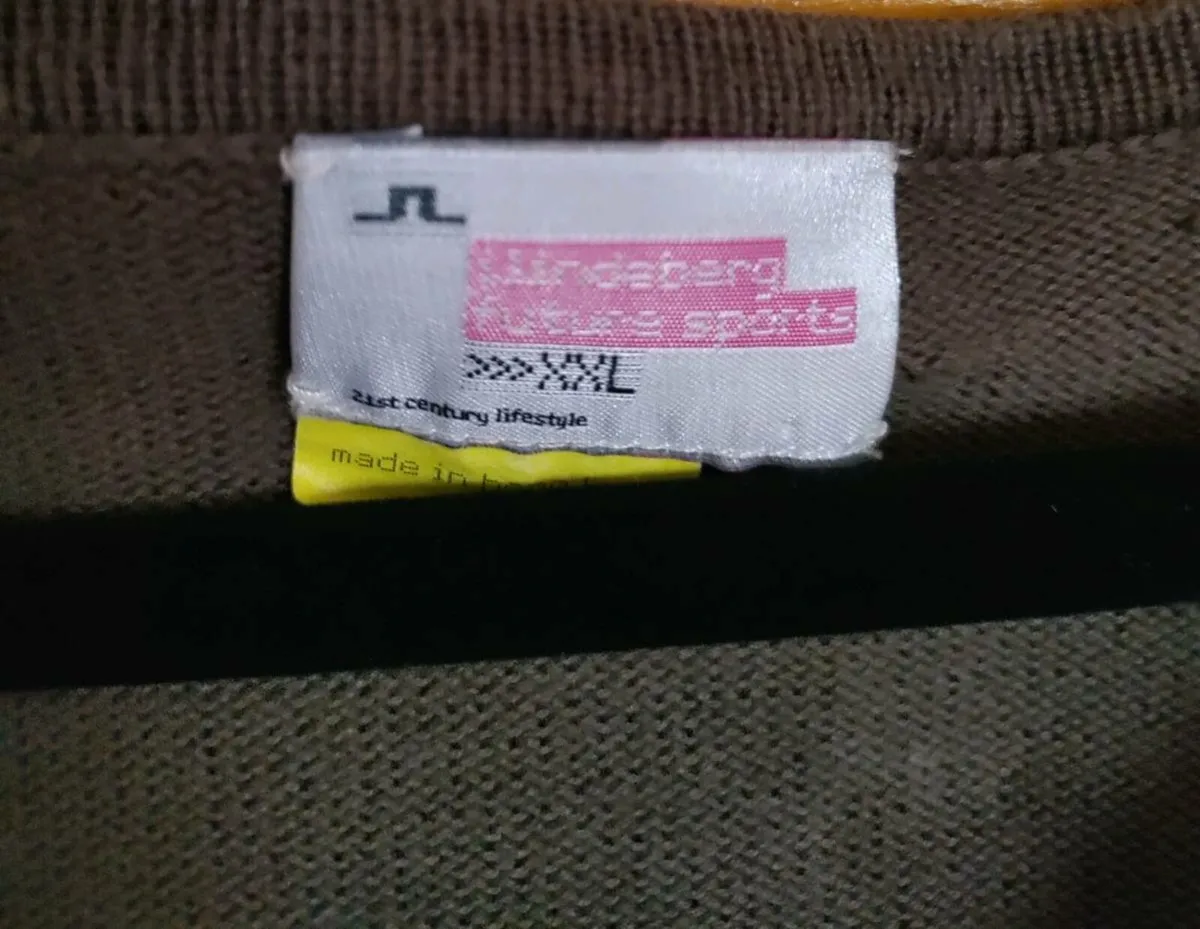 j.lindeberg
future sports
>>>XXL
21st century lifestyle
made in